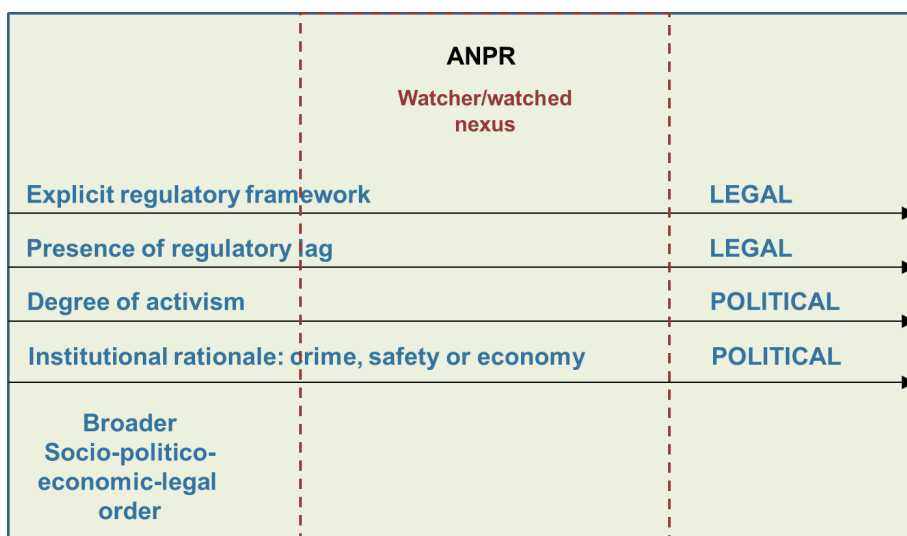 ANPR
Watcher/watched
nexus
Explicit regulatory framework LEGAL
Presence of regulatory lag LEGAL
Degree of activism POLITICAL
Institutional rationale: crime, safety or economy POLITICAL
Broader
Socio-politico-
economic-legal
order